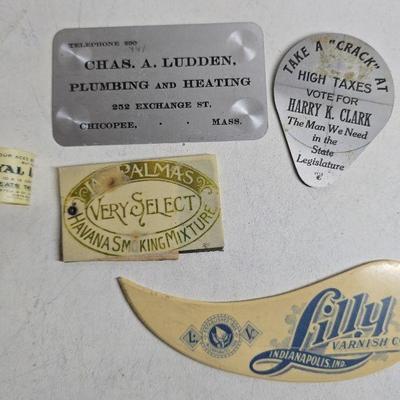 TELEPHONE 290
CHAS. A. LUDDEN,
PLUMBING AND HEATING
252 EXCHANGE ST.
CHICOPEE, . . MASS.
TAKE A "CRACK" AT
HIGH TAXES
VOTE FOR
HARRY K. CLARK
The Man We Need
in the
State
Legislature
PALMAS
VERY SELECT
HAVANA SMOKING MIXTURE
L. V.
Lilly
VARNISH CO.
INDIANAPOLIS, IND.